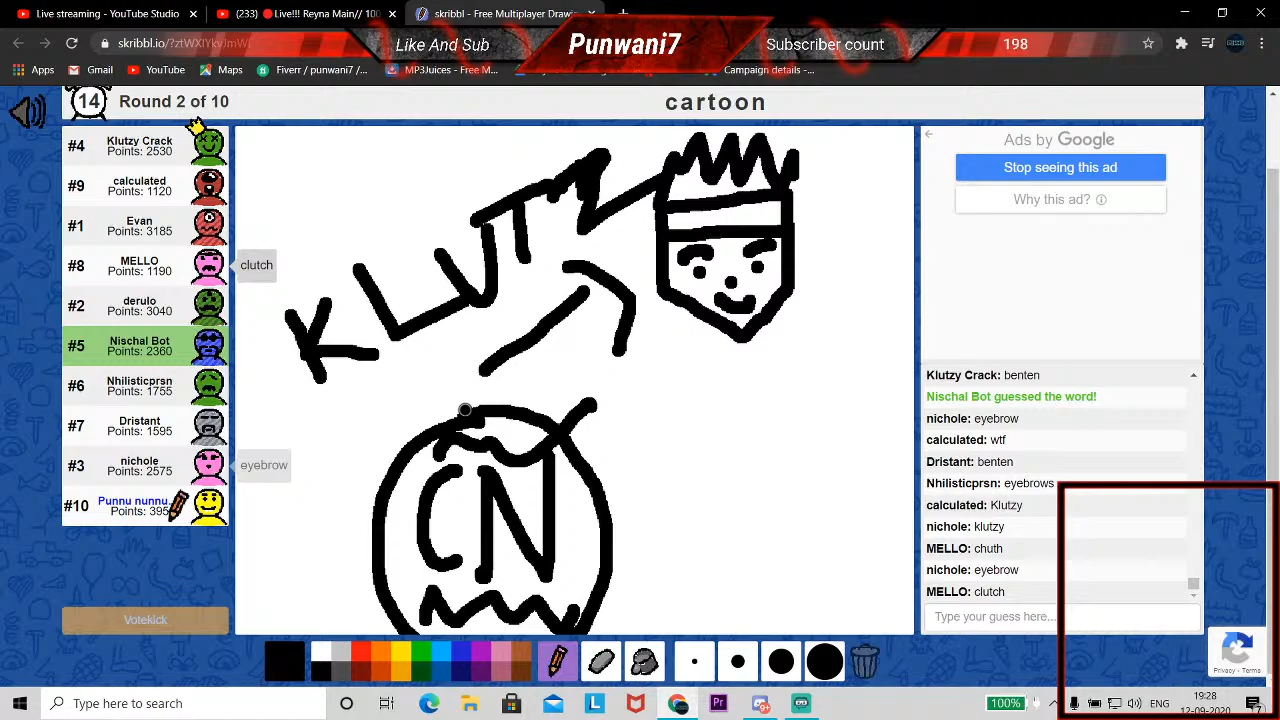 Live streaming - YouTube Studio
(233) Live!!! Reyna Main// 100
skribbl - Free Multiplayer Drawi
skribbl.io/?ztWXIYkvJmWl
Like And Sub
Punwani7
Subscriber count
198
Apps
Gmail
YouTube
Maps
Fiverr / punwani7 /...
MP3Juices - Free M...
Campaign details -...
14
Round 2 of 10
cartoon
#4 Klutzy Crack
Points: 2530
#9 calculated
Points: 1120
#1 Evan
Points: 3185
#8 MELLO
Points: 1190
clutch
#2 derulo
Points: 3040
#5 Nischal Bot
Points: 2360
#6 Nhilisticprsn
Points: 1755
#7 Dristant
Points: 1595
#3 nichole
Points: 2575
eyebrow
#10 Punnu nunnu
Points: 395
Votekick
KLUTZ
CN
Ads by Google
Stop seeing this ad
Why this ad?
Klutzy Crack: benten
Nischal Bot guessed the word!
nichole: eyebrow
calculated: wtf
Dristant: benten
Nhilisticprsn: eyebrows
calculated: Klutzy
nichole: klutzy
MELLO: chuth
nichole: eyebrow
MELLO: clutch
Type your guess here...
Privacy - Terms
Type here to search
100%
ENG
19:28
12-09-2020